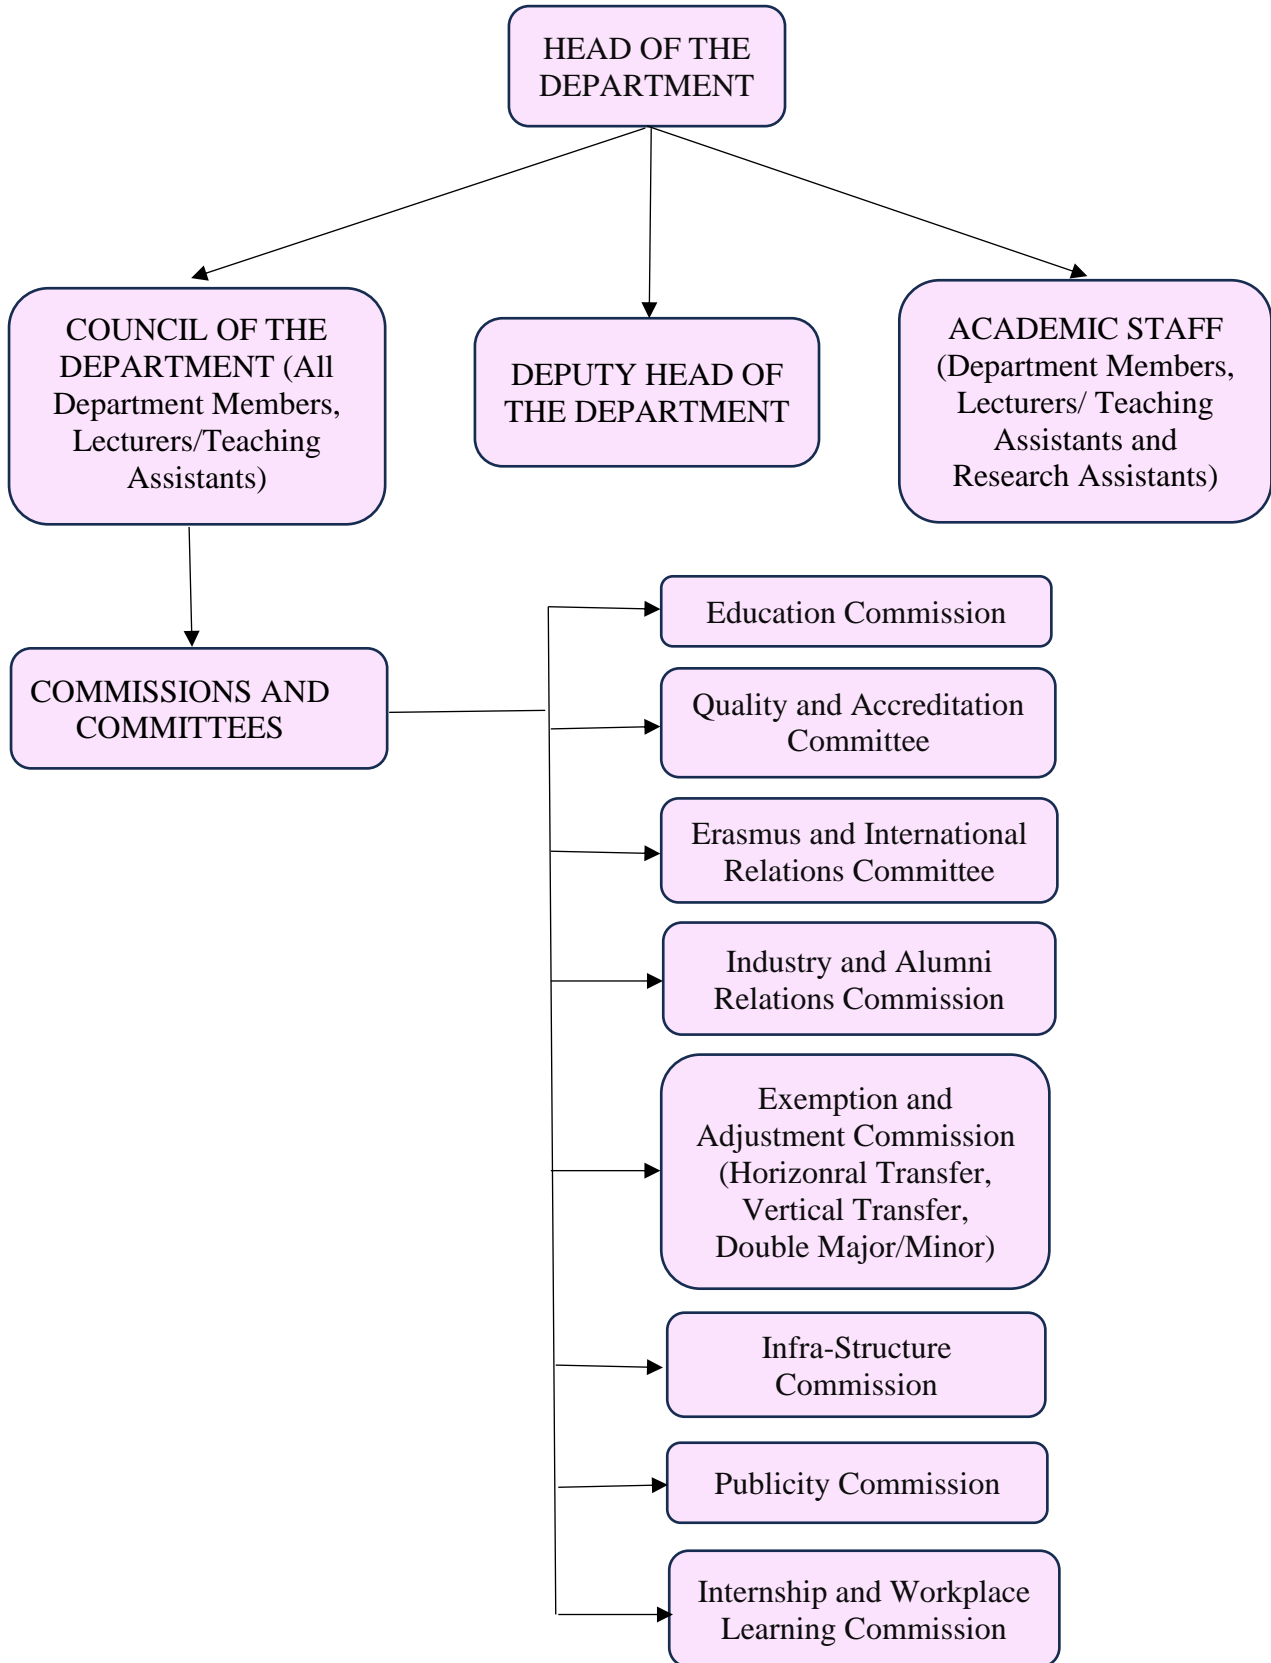 HEAD OF THE
DEPARTMENT
COUNCIL OF THE
DEPARTMENT (All
Department Members,
Lecturers/Teaching
Assistants)
DEPUTY HEAD OF
THE DEPARTMENT
ACADEMIC STAFF
(Department Members,
Lecturers/ Teaching
Assistants and
Research Assistants)
COMMISSIONS AND
COMMITTEES
Education Commission
Quality and Accreditation
Committee
Erasmus and International
Relations Committee
Industry and Alumni
Relations Commission
Exemption and
Adjustment Commission
(Horizonral Transfer,
Vertical Transfer,
Double Major/Minor)
Infra-Structure
Commission
Publicity Commission
Internship and Workplace
Learning Commission